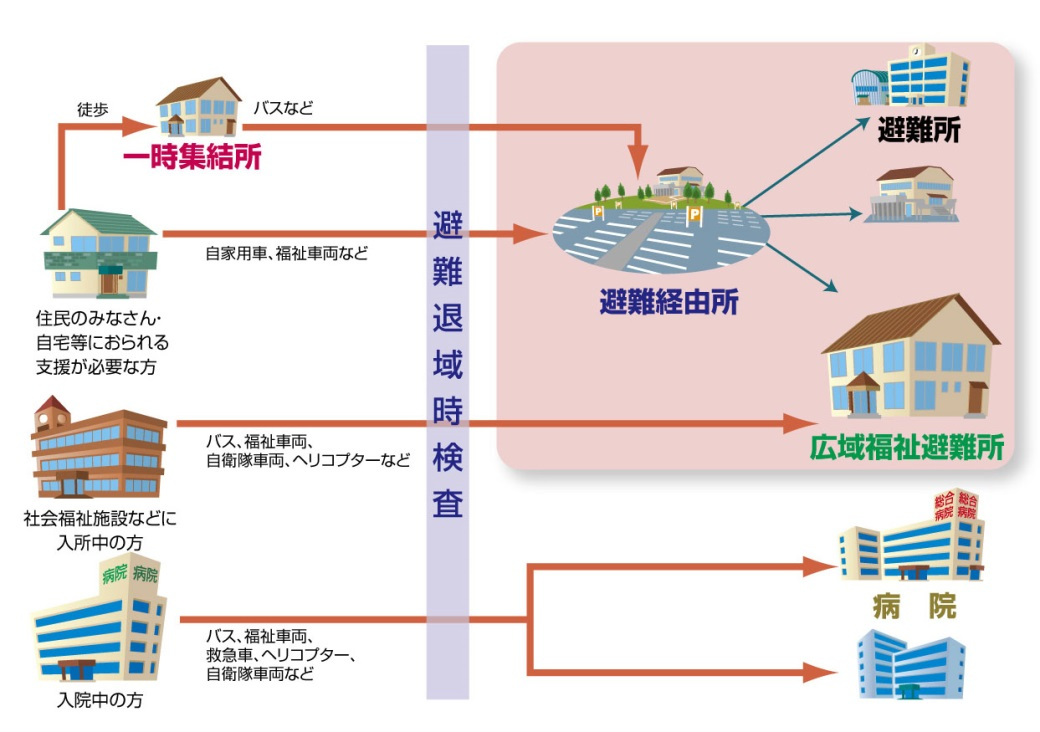 徒歩
一時集結所
バスなど
避難所
自家用車、福祉車両など
P
P
避難経由所
住民のみなさん・
自宅等におられる
支援が必要な方
避難退域時検査
バス、福祉車両、
自衛隊車両、ヘリコプターなど
広域福祉避難所
社会福祉施設などに
入所中の方
総合
病院
総合
病院
病院
病院
病院
バス、福祉車両、
救急車、ヘリコプター、
自衛隊車両など
入院中の方